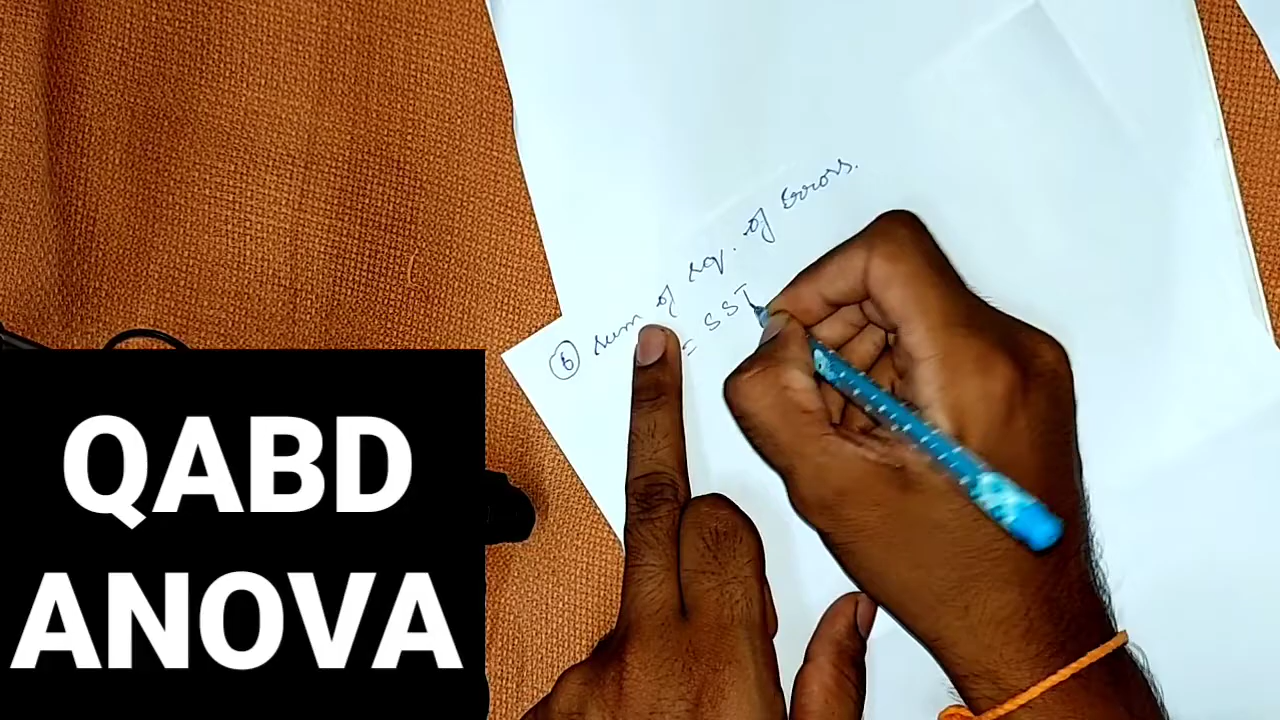 ⑥ sum of sq. of Errors.
= SST
QABD
ANOVA